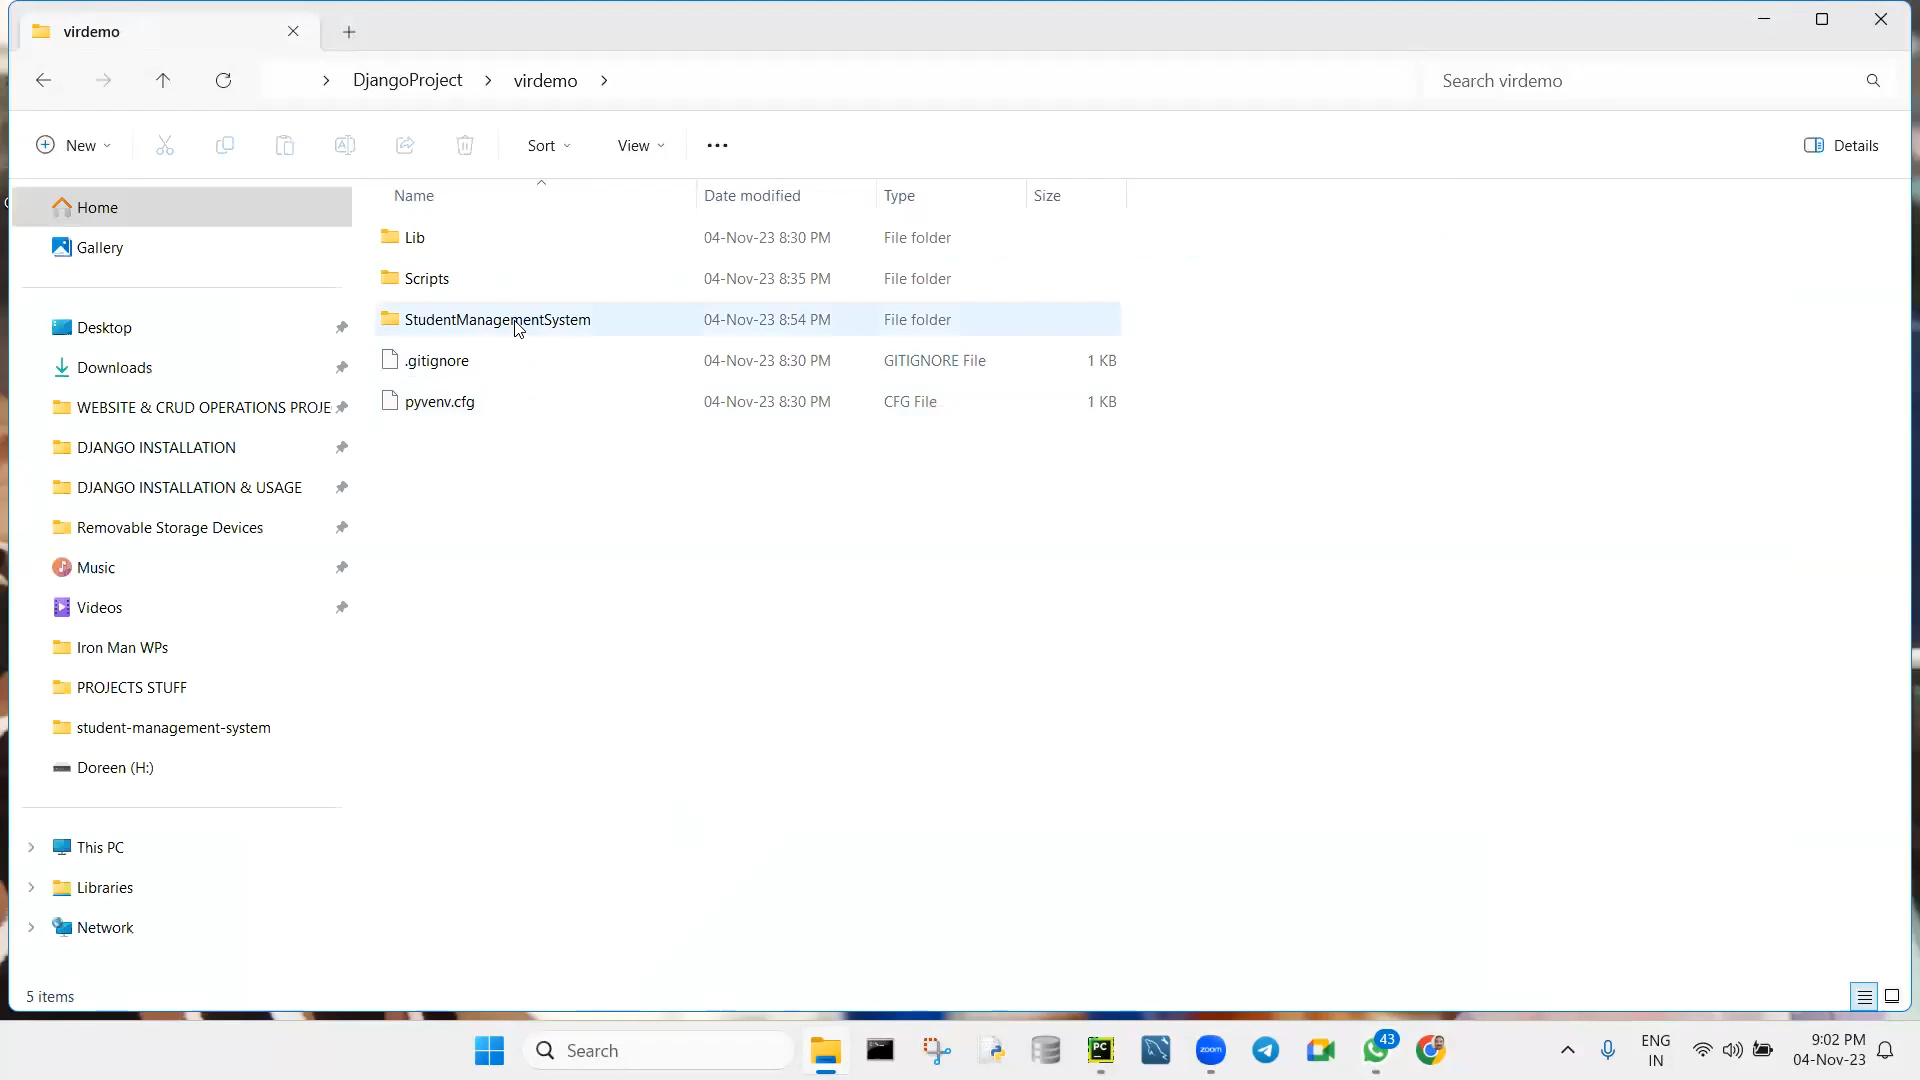 virdemo
DjangoProject
virdemo
Search virdemo
New
Sort
View
Details
Name
Date modified
Type
Size
Home
Gallery
Desktop
Downloads
WEBSITE & CRUD OPERATIONS PROJE
DJANGO INSTALLATION
DJANGO INSTALLATION & USAGE
Removable Storage Devices
Music
Videos
Iron Man WPs
PROJECTS STUFF
student-management-system
Doreen (H:)
This PC
Libraries
Network
Lib 04-Nov-23 8:30 PM File folder
Scripts 04-Nov-23 8:35 PM File folder
StudentManagementSystem 04-Nov-23 8:54 PM File folder
.gitignore 04-Nov-23 8:30 PM GITIGNORE File 1 KB
pyvenv.cfg 04-Nov-23 8:30 PM CFG File 1 KB
5 items
Search
PC
zoom
43
ENG
IN
9:02 PM
04-Nov-23